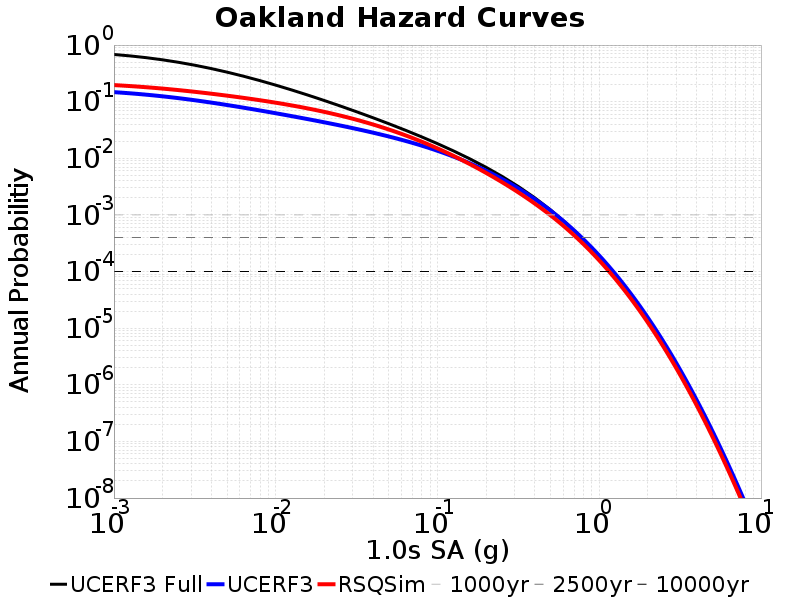 Oakland Hazard Curves
10^0
10^-1
10^-2
10^-3
10^-4
10^-5
10^-6
10^-7
10^-8
Annual Probabilitiy
10^-3 10^-2 10^-1 10^0 10^1
1.0s SA (g)
UCERF3 Full UCERF3 RSQSim 1000yr 2500yr 10000yr